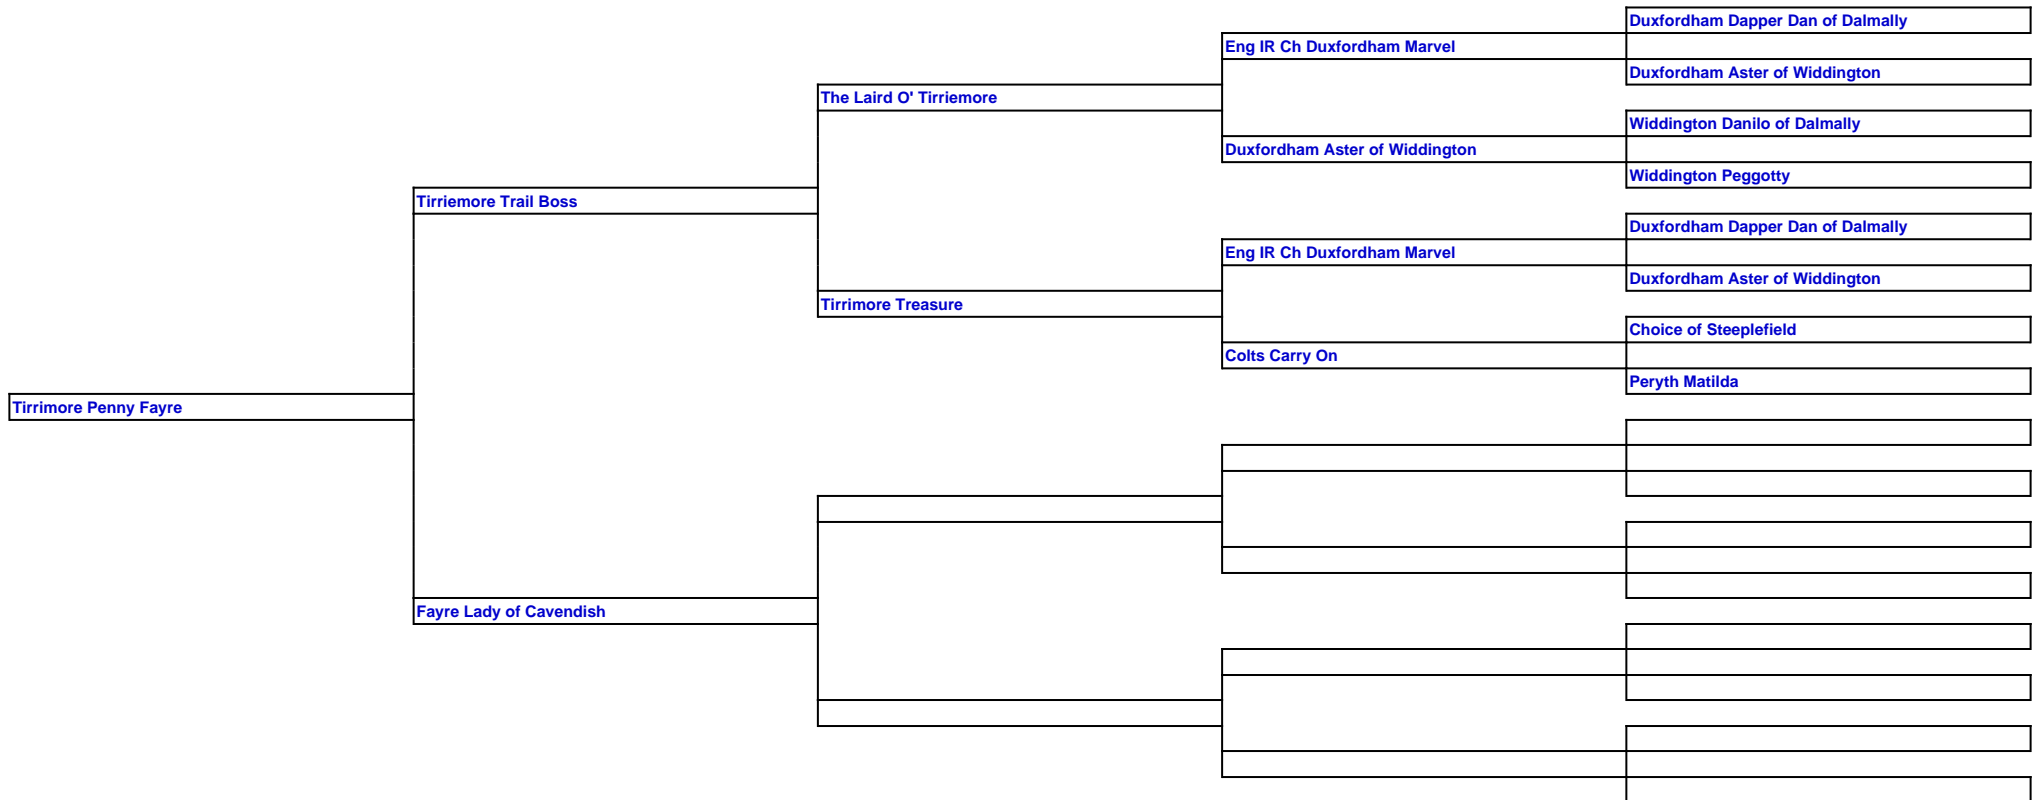 Duxfordham Dapper Dan of Dalmally
Eng IR Ch Duxfordham Marvel
Duxfordham Aster of Widdington
The Laird O' Tirriemore
Widdington Danilo of Dalmally
Duxfordham Aster of Widdington
Widdington Peggotty
Tirriemore Trail Boss
Duxfordham Dapper Dan of Dalmally
Eng IR Ch Duxfordham Marvel
Duxfordham Aster of Widdington
Tirrimore Treasure
Choice of Steeplefield
Colts Carry On
Peryth Matilda
Tirrimore Penny Fayre
Fayre Lady of Cavendish